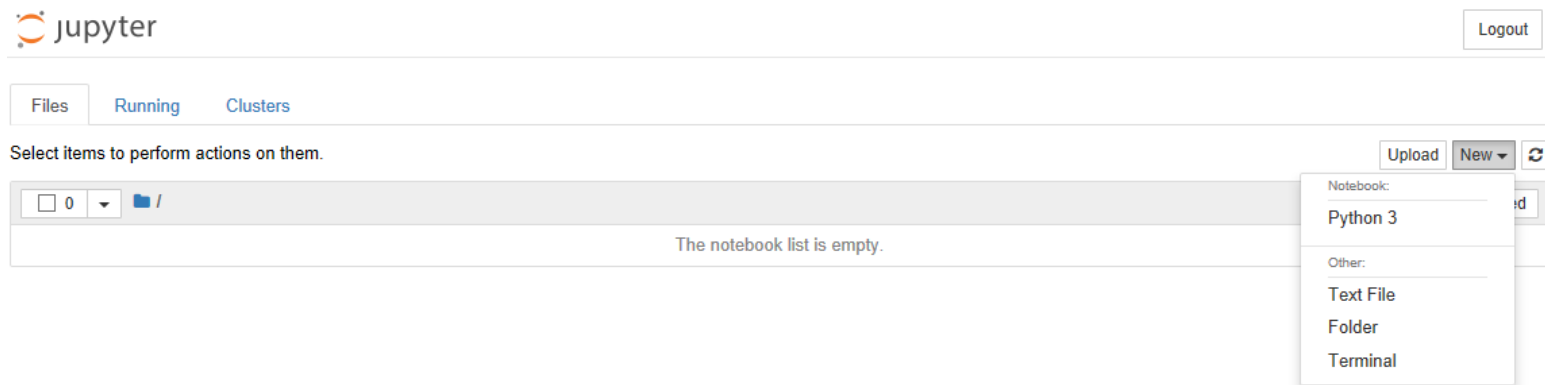 jupyter
Logout
Files Running Clusters
Select items to perform actions on them.
Upload New
0 /
Notebook:
Python 3
The notebook list is empty.
Other:
Text File
Folder
Terminal